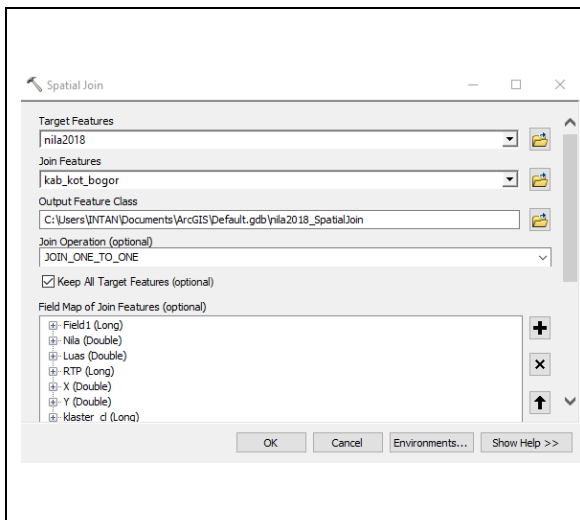 Spatial Join
Target Features
nila2018
Join Features
kab_kot_bogor
Output Feature Class
C:\Users\INTAN\Documents\ArcGIS\Default.gdb\nila2018_SpatialJoin
Join Operation (optional)
JOIN_ONE_TO_ONE
Keep All Target Features (optional)
Field Map of Join Features (optional)
Field1 (Long)
Nila (Double)
Luas (Double)
RTP (Long)
X (Double)
Y (Double)
klaster_cl (Long)
OK Cancel Environments... Show Help >>